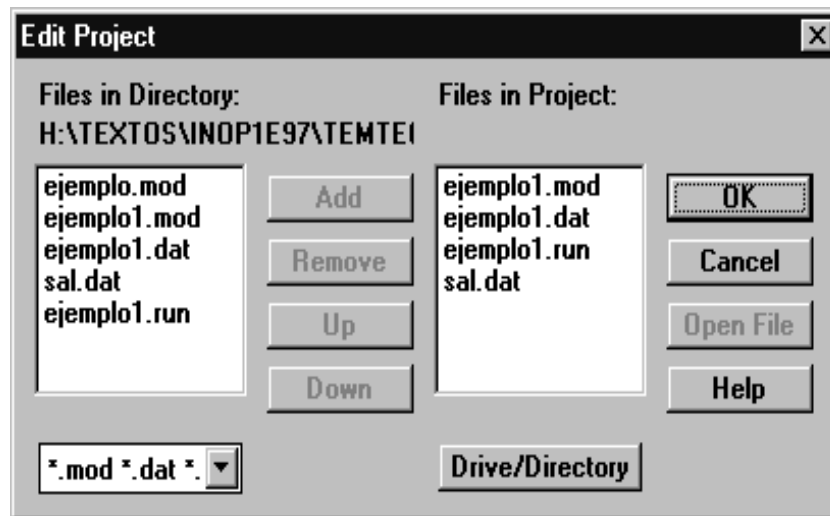 Edit Project
Files in Directory:
H:\TEXTOS\INOP1E97\TEMTE(
ejemplo.mod
ejemplo1.mod
ejemplo1.dat
sal.dat
ejemplo1.run
*.mod *.dat *.
Add
Remove
Up
Down
Files in Project:
ejemplo1.mod
ejemplo1.dat
ejemplo1.run
sal.dat
Drive/Directory
OK
Cancel
Open File
Help